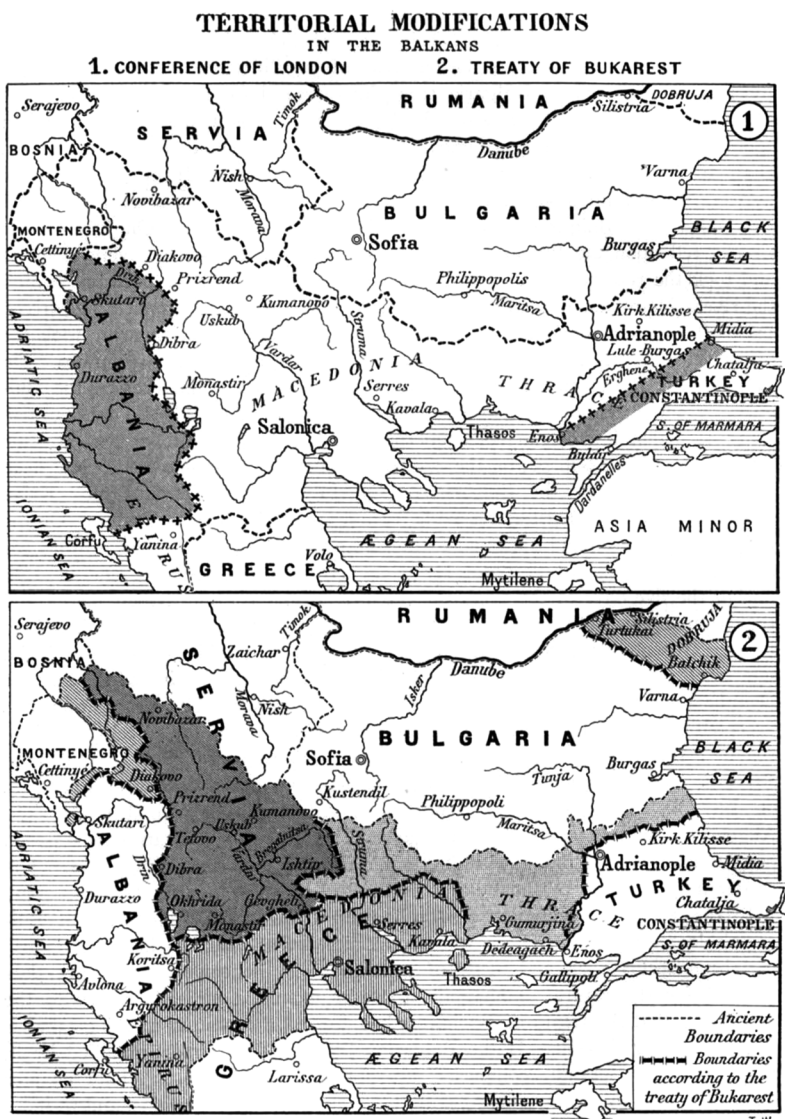 TERRITORIAL MODIFICATIONS
IN THE BALKANS
1. CONFERENCE OF LONDON 2. TREATY OF BUKAREST
Serajevo
RUMANIA
Silistria
DOBRUJA
1
BOSNIA
SERVIA
Timok
Danube
Nish
Morava
Varna
Novibazar
BULGARIA
MONTENEGRO
Cettinye
Diakovo
Sofia
Burgas
BLACK
SEA
Drin
Prizrend
Philippopolis
Maritsa
Skutari
Kumanovo
Uskub
Struma
Kirk Kilisse
Adrianople
Midia
ADRIATIC SEA
ALBANIA
Dibra
Vardar
Lule-Burgas
Chatalja
Durazzo
Monastir
MACEDONIA
Serres
THRACE
Erghene
TURKEY
CONSTANTINOPLE
Kavala
Salonica
Thasos
Enos
S. OF MARMARA
Bulair
Dardanelles
IONIAN SEA
EPIRUS
Corfu
Yanina
GREECE
Volo
ÆGEAN SEA
ASIA MINOR
Mytilene
Serajevo
RUMANIA
Silistria
Turtukai
DOBRUJA
2
Zaichar
Timok
BOSNIA
SERVIA
Danube
Balchik
Isker
Varna
Novibazar
Morava
Nish
MONTENEGRO
Cettinye
BULGARIA
Sofia
BLACK
SEA
Burgas
Diakovo
Tunja
Kustendil
Prizrend
Kumanovo
Philippopoli
Maritsa
Skutari
Uskub
Tetovo
Bregalnitsa
Struma
Kirk Kilisse
ADRIATIC SEA
ALBANIA
Drin
Vardar
Ishtip
Adrianople
Midia
Dibra
Durazzo
Okhrida
Gevgheli
MACEDONIA
THRACE
TURKEY
Chatalja
Monastir
Serres
Gumurjina
CONSTANTINOPLE
Kavala
Dedeagach
Enos
S. OF MARMARA
Koritsa
Salonica
Thasos
Gallipoli
Avlona
Argyrokastron
GREECE
IONIAN SEA
EPIRUS
Corfu
Yanina
Larissa
ÆGEAN SEA
Mytilene
Ancient
Boundaries
Boundaries
according to the
treaty of Bukarest